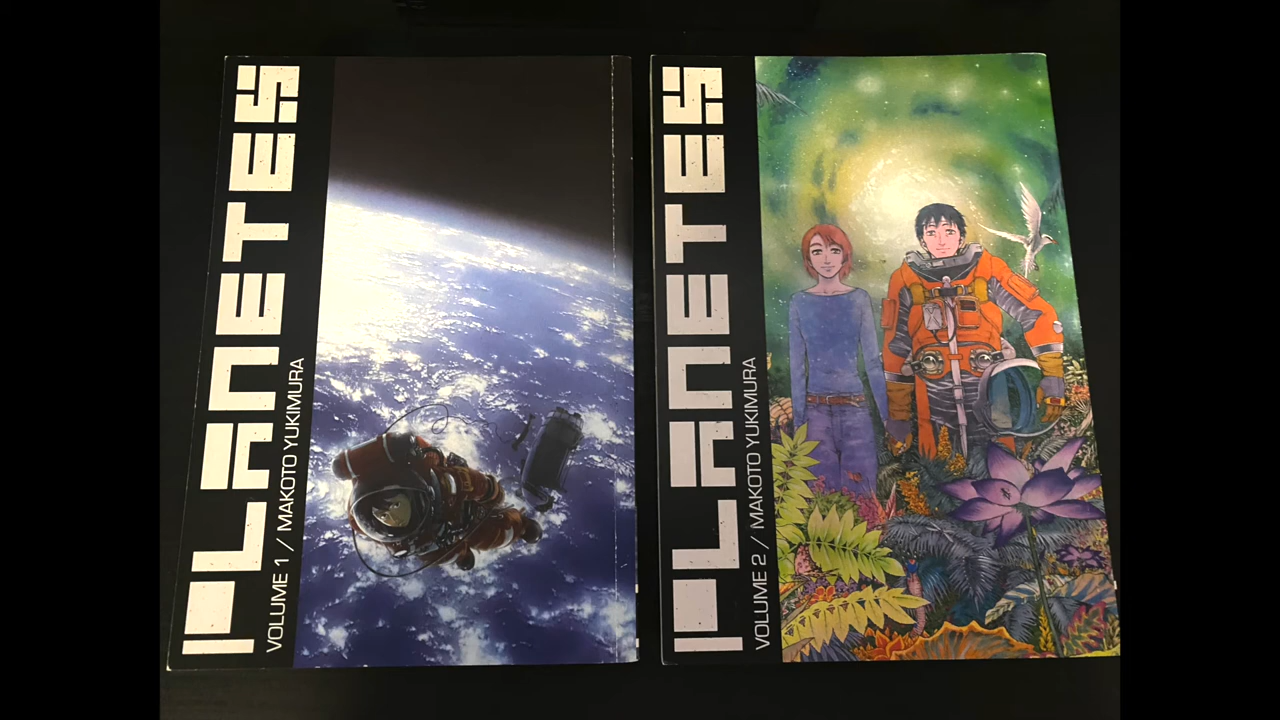 PLANETES
VOLUME 1 / MAKOTO YUKIMURA
PLANETES
VOLUME 2 / MAKOTO YUKIMURA